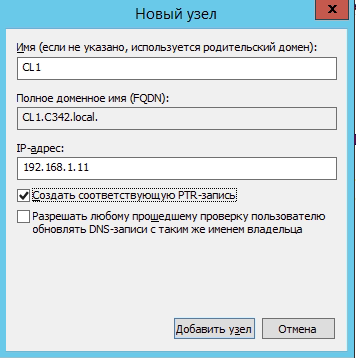 Новый узел
Имя (если не указано, используется родительский домен):
CL1
Полное доменное имя (FQDN):
CL1.C342.local.
IP-адрес:
192.168.1.11
Создать соответствующую PTR-запись
Разрешать любому прошедшему проверку пользователю
обновлять DNS-записи с таким же именем владельца
Добавить узел
Отмена